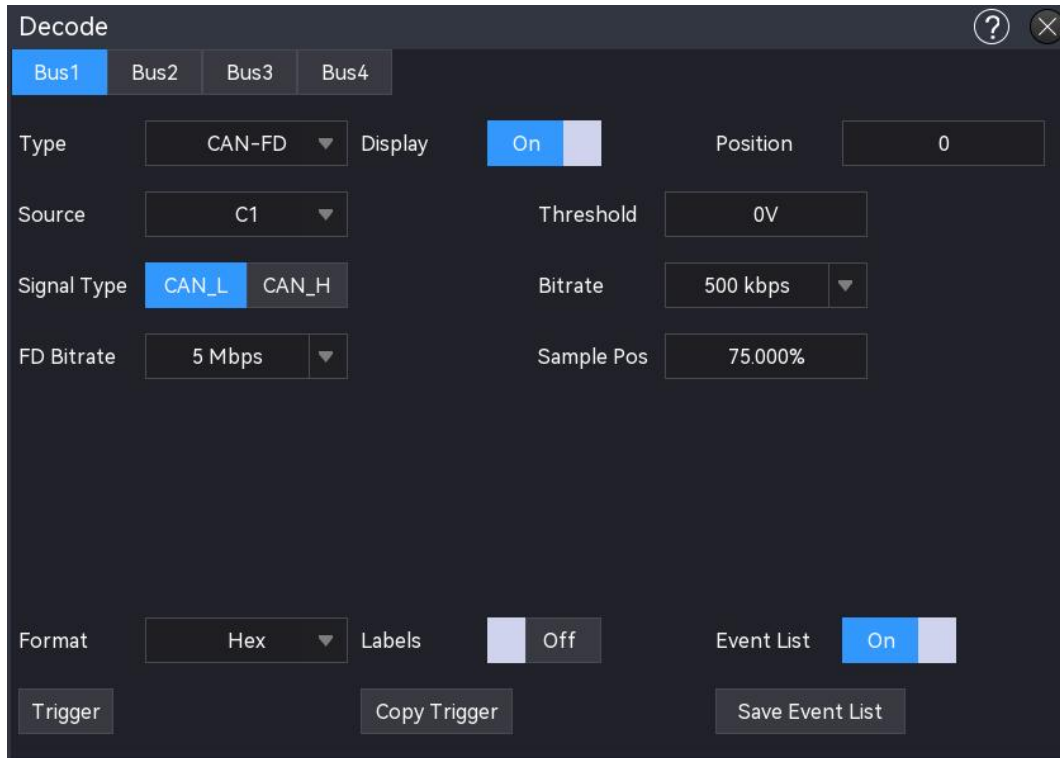 Decode ?
Bus1 Bus2 Bus3 Bus4
Type CAN-FD Display On Position 0
Source C1 Threshold 0V
Signal Type CAN_L CAN_H Bitrate 500 kbps
FD Bitrate 5 Mbps Sample Pos 75.000%
Format Hex Labels Off Event List On
Trigger Copy Trigger Save Event List